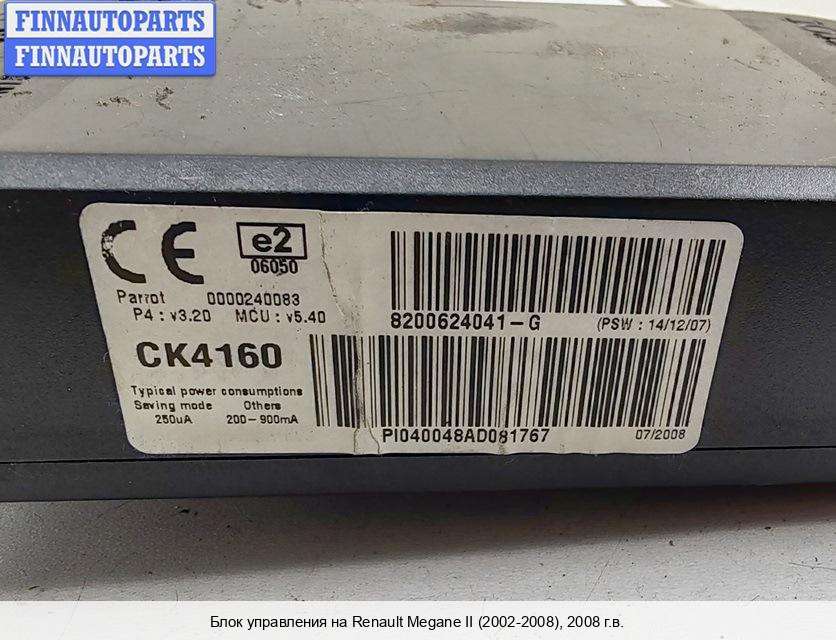 FINNAUTOPARTS
FINNAUTOPARTS
CE
e2
06050
Parrot 0000240083
P4 : v3.20 MCU : v5.40
8200624041-G (PSW : 14/12/07)
CK4160
Typical power consumptions
Saving mode Others
250uA 200-900mA
PI040048AD081767 07/2008
Блок управления на Renault Megane II (2002-2008), 2008 г.в.